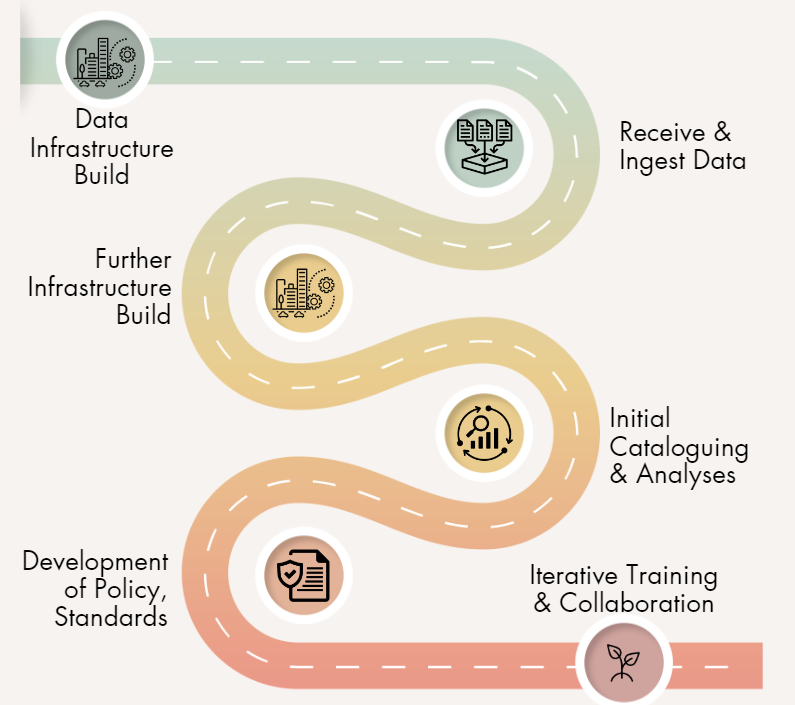 Data
Infrastructure
Build
Receive &
Ingest Data
Further
Infrastructure
Build
Initial
Cataloguing
& Analyses
Development
of Policy,
Standards
Iterative Training
& Collaboration